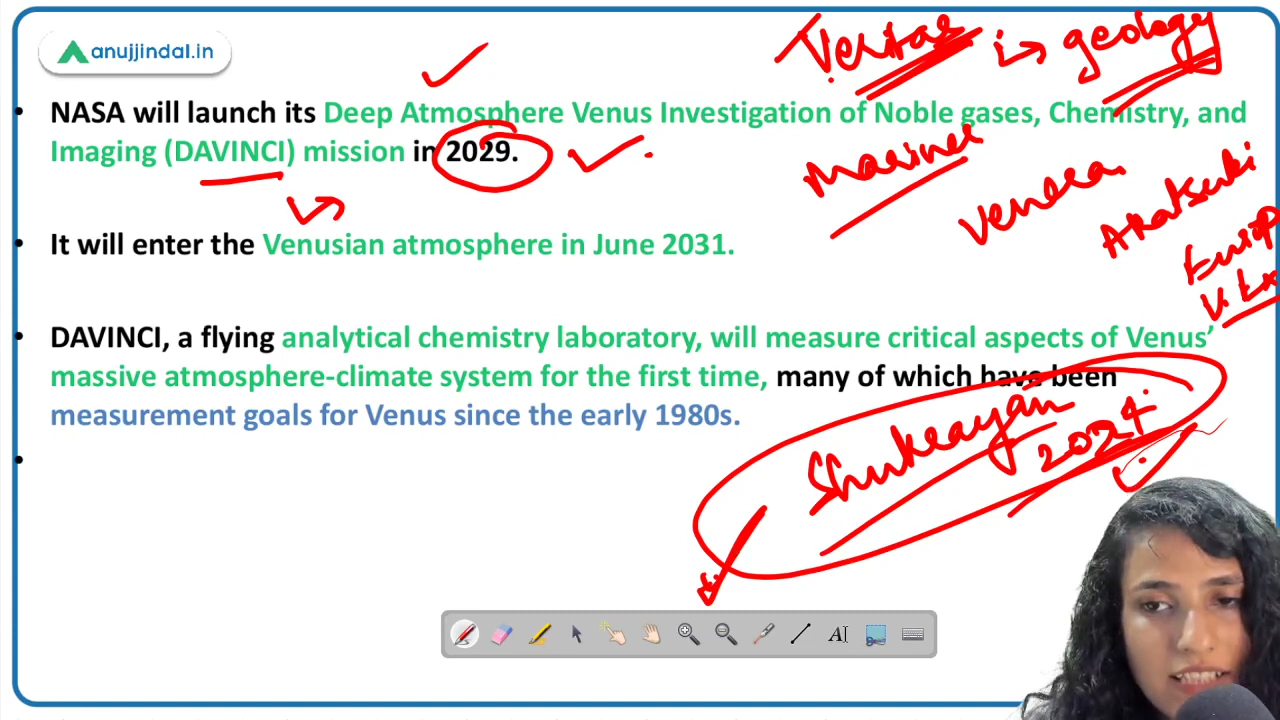 anujjindal.in
Veritas
↳ geology
• NASA will launch its Deep Atmosphere Venus Investigation of Noble gases, Chemistry, and
Imaging (DAVINCI) mission in 2029.
Mariner
Venera
Akatsuki
• It will enter the Venusian atmosphere in June 2031.
• DAVINCI, a flying analytical chemistry laboratory, will measure critical aspects of Venus’
massive atmosphere-climate system for the first time, many of which have been
measurement goals for Venus since the early 1980s.
Shukrayan
2024
•
AI